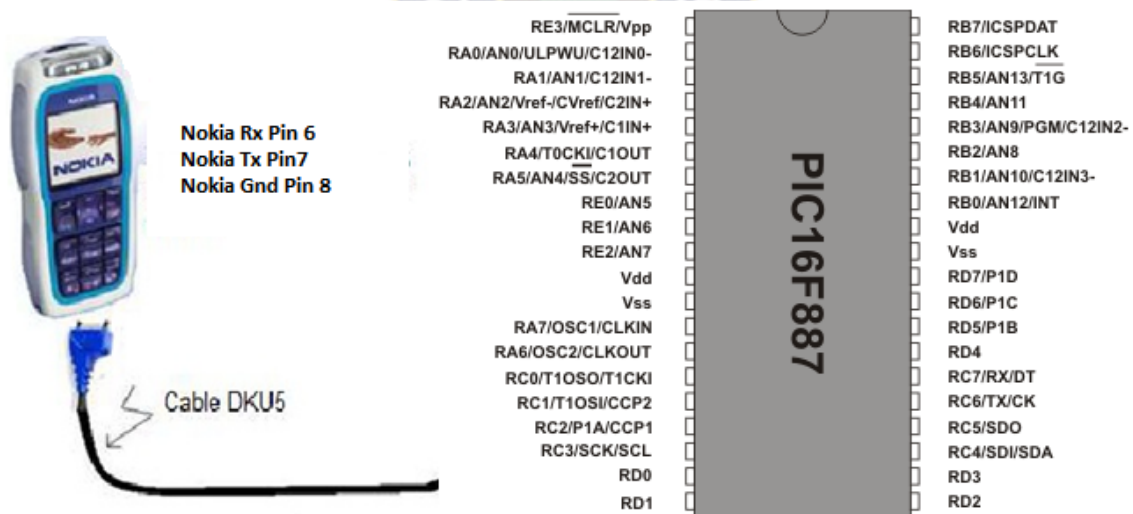 NOKIA
Nokia Rx Pin 6
Nokia Tx Pin7
Nokia Gnd Pin 8
Cable DKU5
RE3/MCLR/Vpp
RA0/AN0/ULPWU/C12IN0-
RA1/AN1/C12IN1-
RA2/AN2/Vref-/CVref/C2IN+
RA3/AN3/Vref+/C1IN+
RA4/T0CKI/C1OUT
RA5/AN4/SS/C2OUT
RE0/AN5
RE1/AN6
RE2/AN7
Vdd
Vss
RA7/OSC1/CLKIN
RA6/OSC2/CLKOUT
RC0/T1OSO/T1CKI
RC1/T1OSI/CCP2
RC2/P1A/CCP1
RC3/SCK/SCL
RD0
RD1
PIC16F887
RB7/ICSPDAT
RB6/ICSPCLK
RB5/AN13/T1G
RB4/AN11
RB3/AN9/PGM/C12IN2-
RB2/AN8
RB1/AN10/C12IN3-
RB0/AN12/INT
Vdd
Vss
RD7/P1D
RD6/P1C
RD5/P1B
RD4
RC7/RX/DT
RC6/TX/CK
RC5/SDO
RC4/SDI/SDA
RD3
RD2